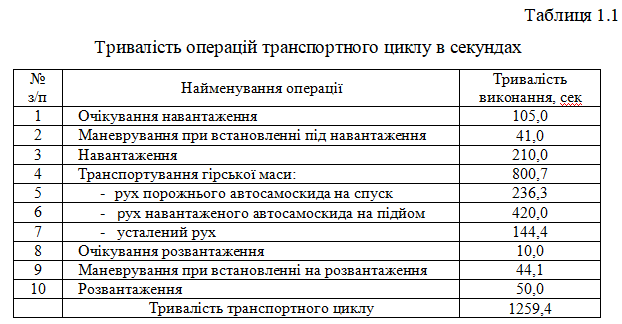 Таблиця 1.1
Тривалість операцій транспортного циклу в секундах
№ з/п Найменування операції Тривалість виконання, сек
1 Очікування навантаження 105,0
2 Маневрування при встановленні під навантаження 41,0
3 Навантаження 210,0
4 Транспортування гірської маси: 800,7
5 - рух порожнього автосамоскида на спуск 236,3
6 - рух навантаженого автосамоскида на підйом 420,0
7 - усталений рух 144,4
8 Очікування розвантаження 10,0
9 Маневрування при встановленні на розвантаження 44,1
10 Розвантаження 50,0
Тривалість транспортного циклу 1259,4